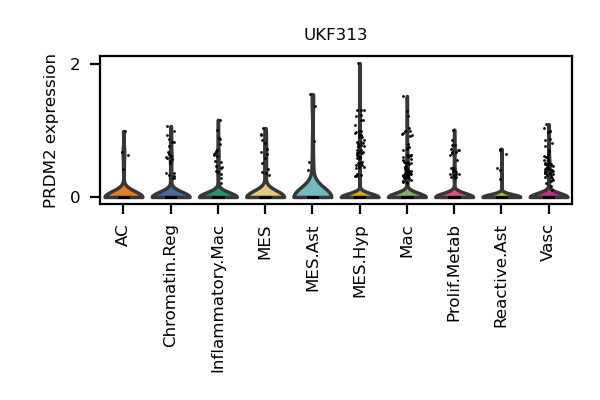 UKF313
PRDM2 expression
2
0
AC
Chromatin.Reg
Inflammatory.Mac
MES
MES.Ast
MES.Hyp
Mac
Prolif.Metab
Reactive.Ast
Vasc